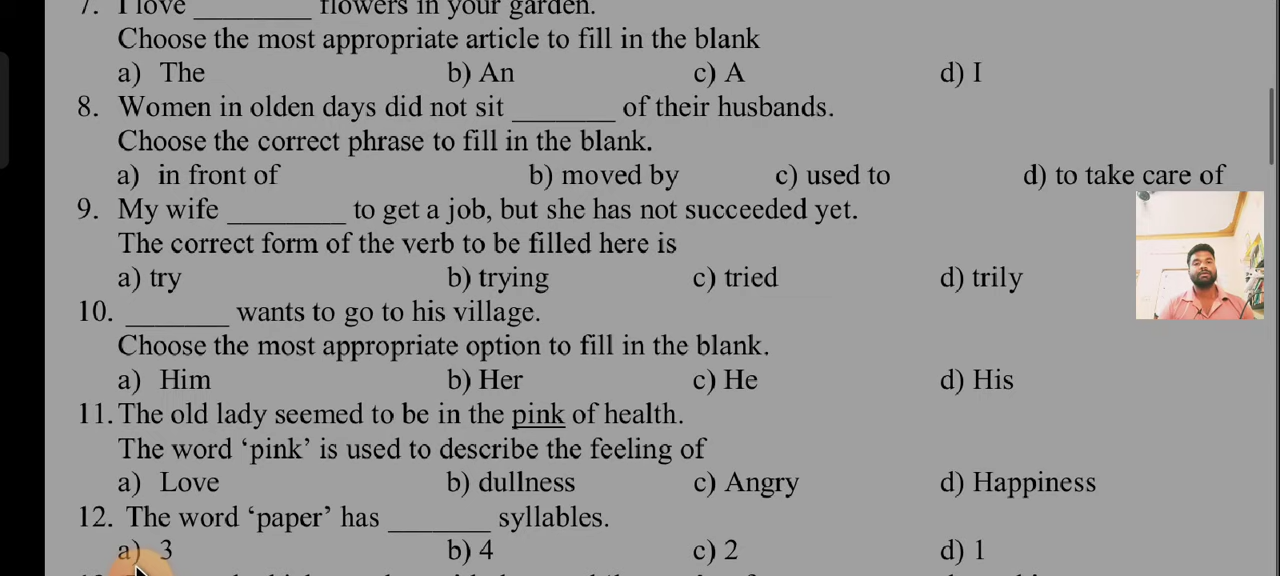 7. I love ________ flowers in your garden.
Choose the most appropriate article to fill in the blank
a) The b) An c) A d) I
8. Women in olden days did not sit _______ of their husbands.
Choose the correct phrase to fill in the blank.
a) in front of b) moved by c) used to d) to take care of
9. My wife ________ to get a job, but she has not succeeded yet.
The correct form of the verb to be filled here is
a) try b) trying c) tried d) trily
10. _______ wants to go to his village.
Choose the most appropriate option to fill in the blank.
a) Him b) Her c) He d) His
11. The old lady seemed to be in the pink of health.
The word ‘pink’ is used to describe the feeling of
a) Love b) dullness c) Angry d) Happiness
12. The word ‘paper’ has _______ syllables.
a) 3 b) 4 c) 2 d) 1